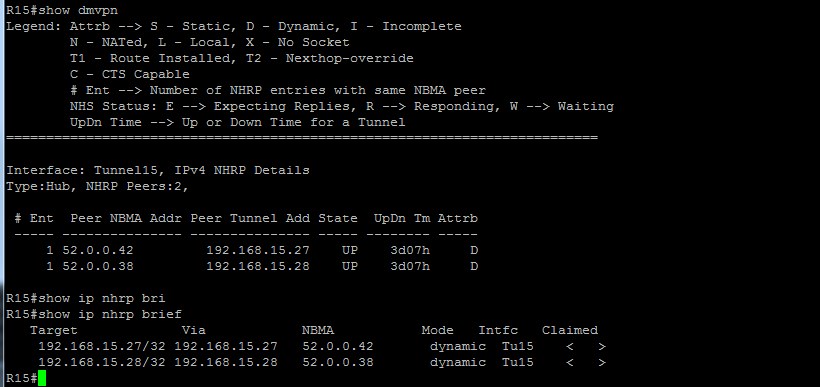 R15#show dmvpn
Legend: Attrb --> S - Static, D - Dynamic, I - Incomplete
N - NATed, L - Local, X - No Socket
T1 - Route Installed, T2 - Nexthop-override
C - CTS Capable
# Ent --> Number of NHRP entries with same NBMA peer
NHS Status: E --> Expecting Replies, R --> Responding, W --> Waiting
UpDn Time --> Up or Down Time for a Tunnel
==========================================================================
Interface: Tunnel15, IPv4 NHRP Details
Type:Hub, NHRP Peers:2,
# Ent  Peer NBMA Addr Peer Tunnel Add State  UpDn Tm Attrb
----- --------------- --------------- ----- -------- -----
1 52.0.0.42         192.168.15.27    UP    3d07h     D
1 52.0.0.38         192.168.15.28    UP    3d07h     D
R15#show ip nhrp bri
R15#show ip nhrp brief
Target             Via            NBMA           Mode   Intfc   Claimed
192.168.15.27/32 192.168.15.27   52.0.0.42       dynamic  Tu15    <   >
192.168.15.28/32 192.168.15.28   52.0.0.38       dynamic  Tu15    <   >
R15#